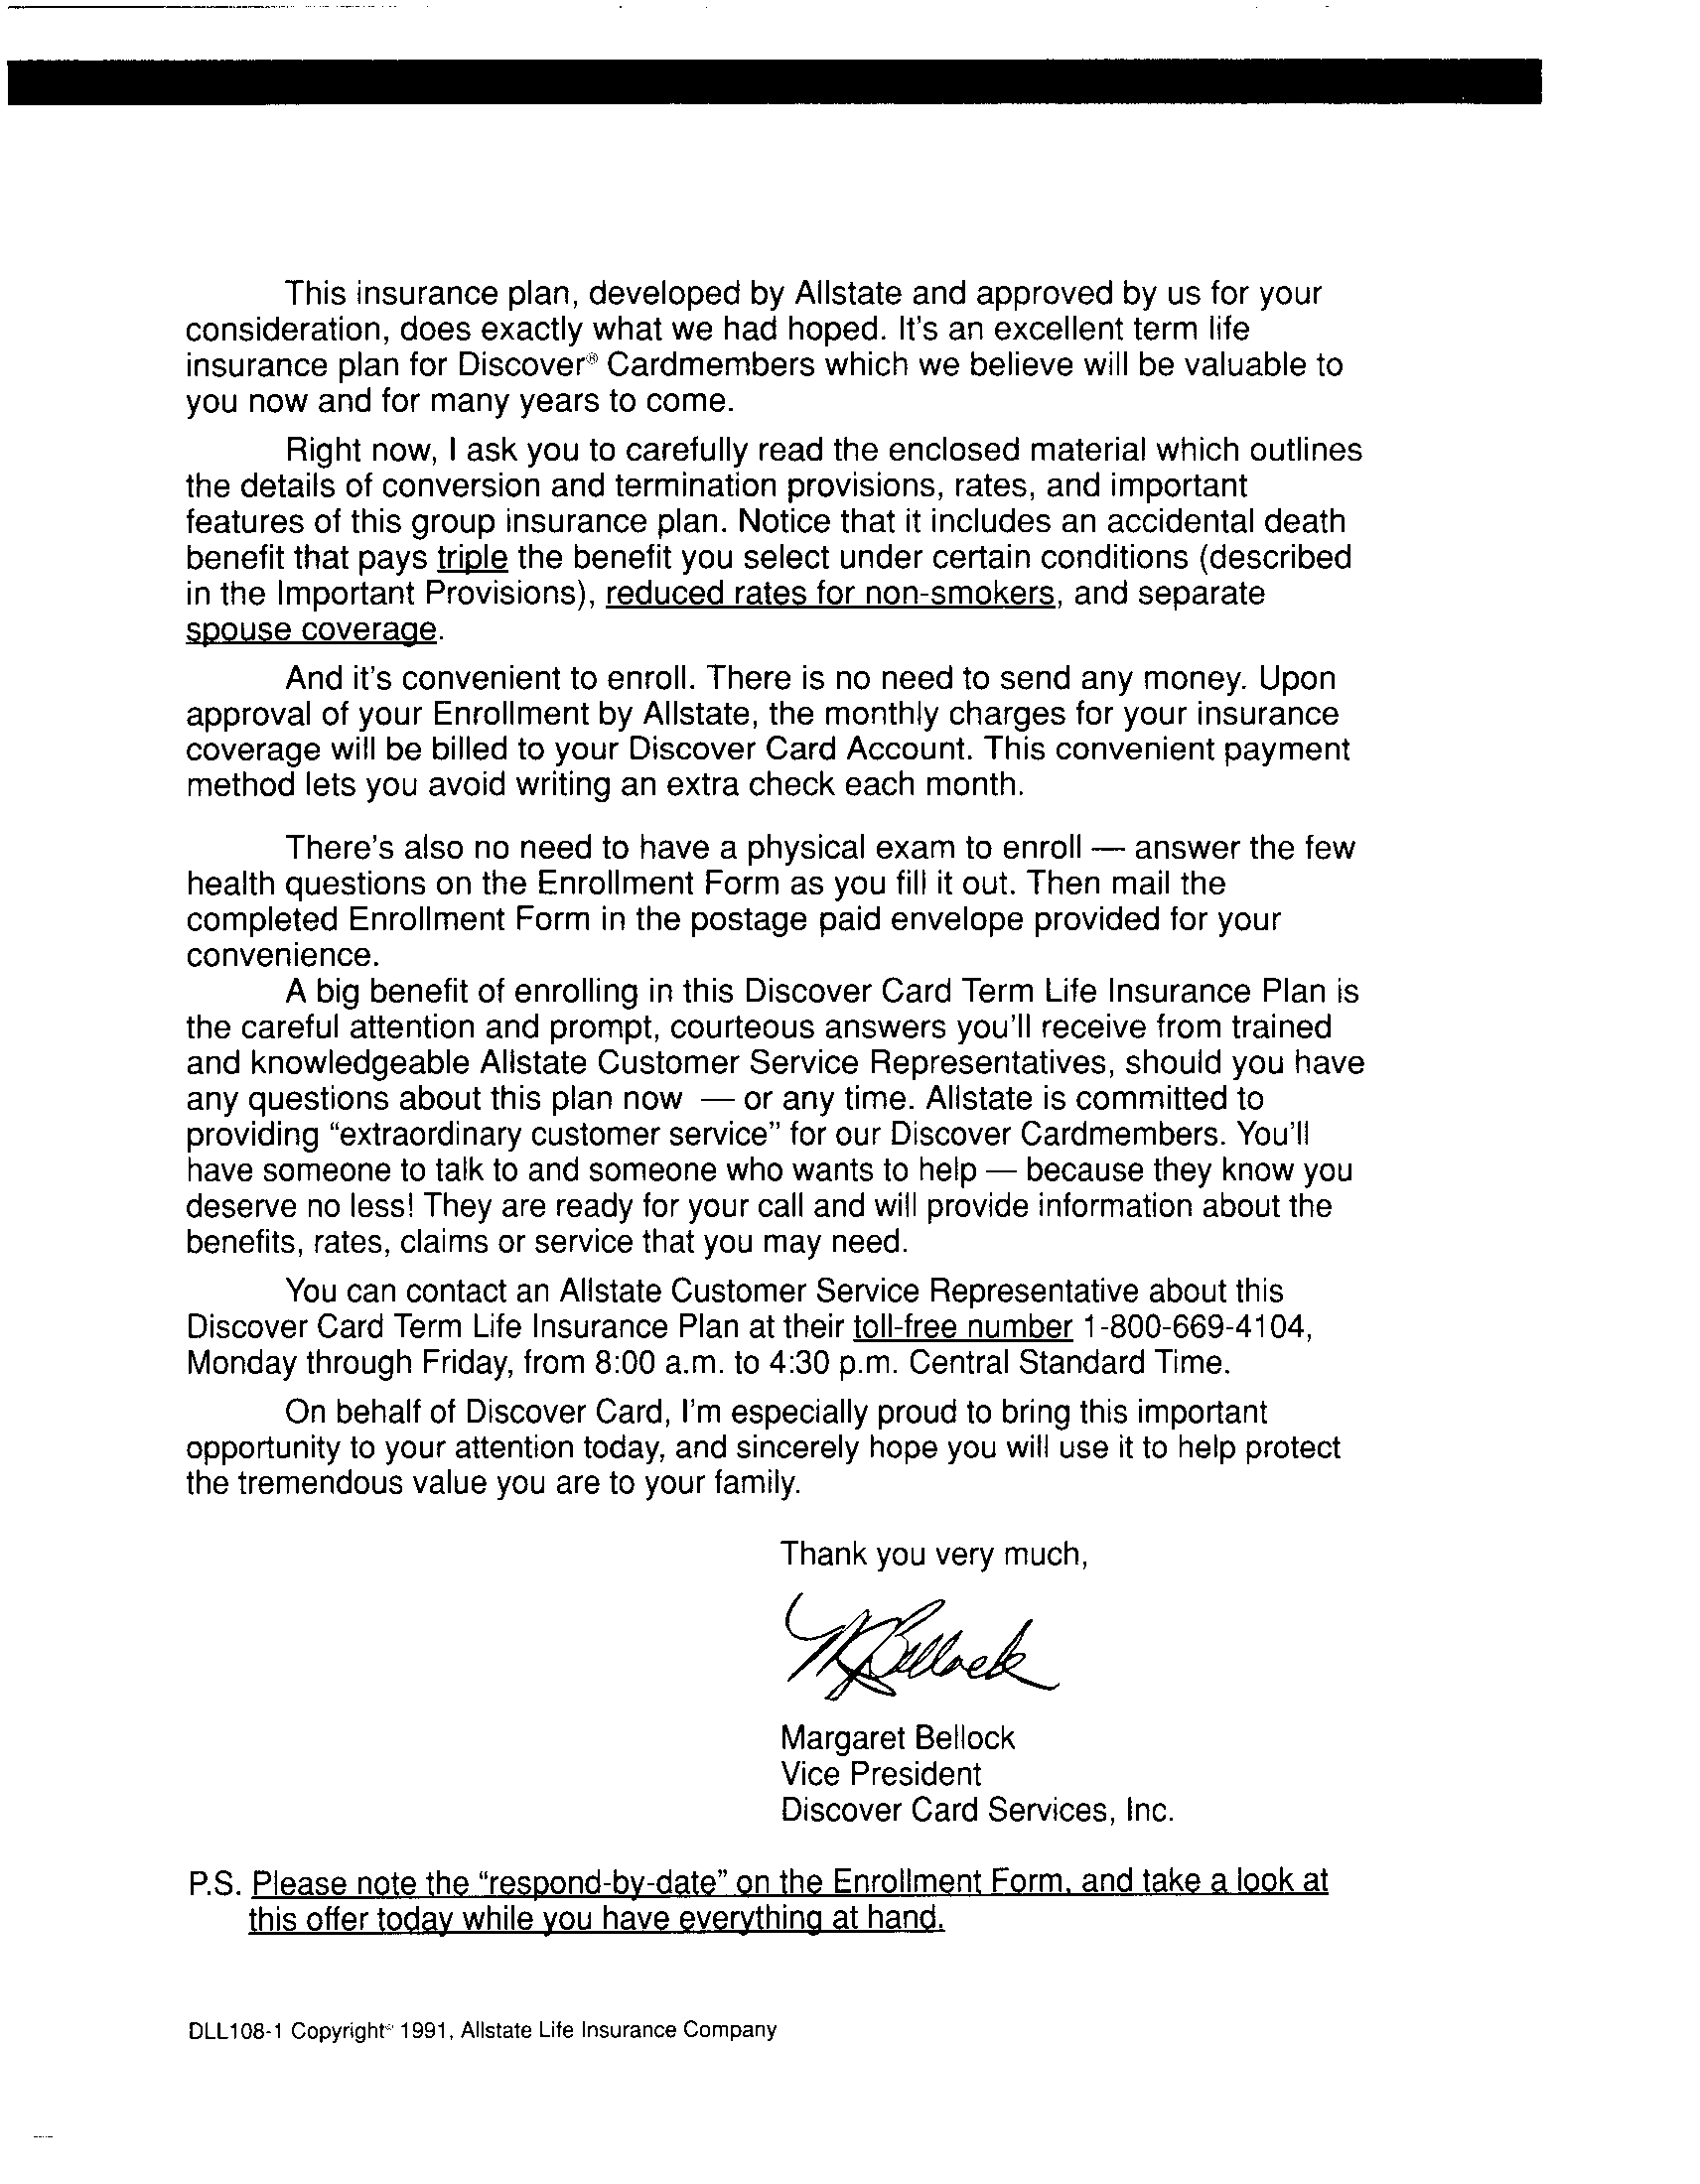 This insurance plan, developed by Allstate and approved by us for your
consideration, does exactly what we had hoped. It's an excellent term life
insurance plan for Discover® Cardmembers which we believe will be valuable to
you now and for many years to come.
Right now, I ask you to carefully read the enclosed material which outlines
the details of conversion and termination provisions, rates, and important
features of this group insurance plan. Notice that it includes an accidental death
benefit that pays triple the benefit you select under certain conditions (described
in the Important Provisions), reduced rates for non-smokers, and separate
spouse coverage.
And it's convenient to enroll. There is no need to send any money. Upon
approval of your Enrollment by Allstate, the monthly charges for your insurance
coverage will be billed to your Discover Card Account. This convenient payment
method lets you avoid writing an extra check each month.
There's also no need to have a physical exam to enroll — answer the few
health questions on the Enrollment Form as you fill it out. Then mail the
completed Enrollment Form in the postage paid envelope provided for your
convenience.
A big benefit of enrolling in this Discover Card Term Life Insurance Plan is
the careful attention and prompt, courteous answers you'll receive from trained
and knowledgeable Allstate Customer Service Representatives, should you have
any questions about this plan now — or any time. Allstate is committed to
providing “extraordinary customer service” for our Discover Cardmembers. You'll
have someone to talk to and someone who wants to help — because they know you
deserve no less! They are ready for your call and will provide information about the
benefits, rates, claims or service that you may need.
You can contact an Allstate Customer Service Representative about this
Discover Card Term Life Insurance Plan at their toll-free number 1-800-669-4104,
Monday through Friday, from 8:00 a.m. to 4:30 p.m. Central Standard Time.
On behalf of Discover Card, I'm especially proud to bring this important
opportunity to your attention today, and sincerely hope you will use it to help protect
the tremendous value you are to your family.
Thank you very much,
M Bellock
Margaret Bellock
Vice President
Discover Card Services, Inc.
P.S. Please note the “respond-by-date” on the Enrollment Form, and take a look at
this offer today while you have everything at hand.
DLL108-1 Copyright© 1991, Allstate Life Insurance Company